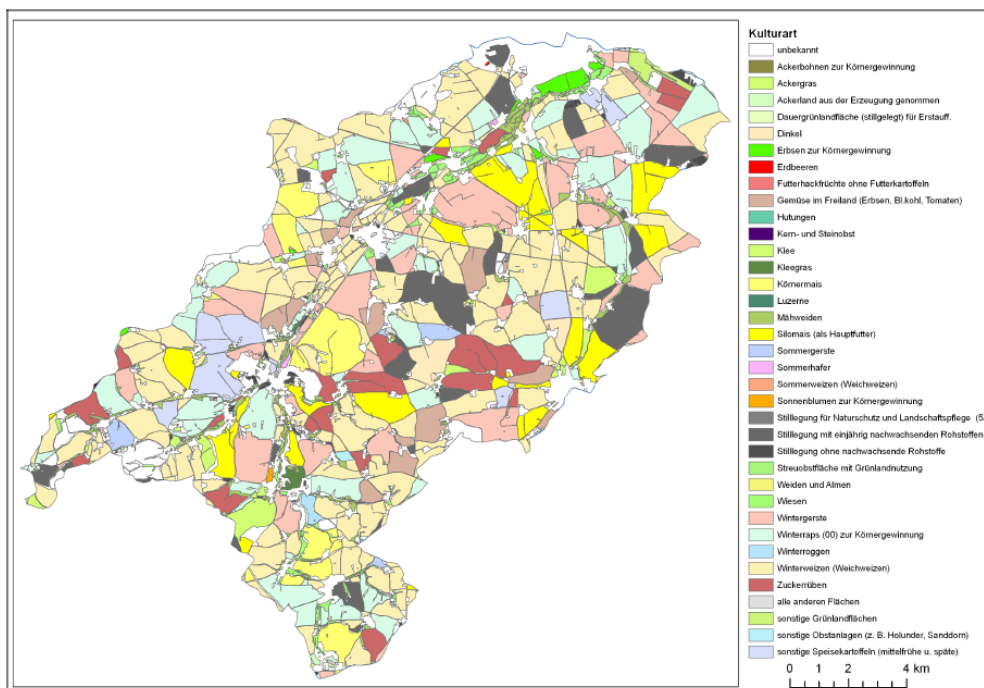 Kulturart
unbekannt
Ackerbohnen zur Körnergewinnung
Ackergras
Ackerland aus der Erzeugung genommen
Dauergrünlandfläche (stillgelegt) für Erstauff.
Dinkel
Erbsen zur Körnergewinnung
Erdbeeren
Futterhackfrüchte ohne Futterkartoffeln
Gemüse im Freiland (Erbsen, Bl.kohl, Tomaten)
Hutungen
Kern- und Steinobst
Klee
Kleegras
Körnermais
Luzerne
Mähweiden
Silomais (als Hauptfutter)
Sommergerste
Sommerhafer
Sommerweizen (Weichweizen)
Sonnenblumen zur Körnergewinnung
Stilllegung für Naturschutz und Landschaftspflege (5
Stilllegung mit einjährig nachwachsenden Rohstoffen
Stilllegung ohne nachwachsende Rohstoffe
Streuobstfläche mit Grünlandnutzung
Weiden und Almen
Wiesen
Wintergerste
Winterraps (00) zur Körnergewinnung
Winterroggen
Winterweizen (Weichweizen)
Zuckerrüben
alle anderen Flächen
sonstige Grünlandflächen
sonstige Obstanlagen (z. B. Holunder, Sanddorn)
sonstige Speisekartoffeln (mittelfrühe u. späte)
0 1 2 4 km